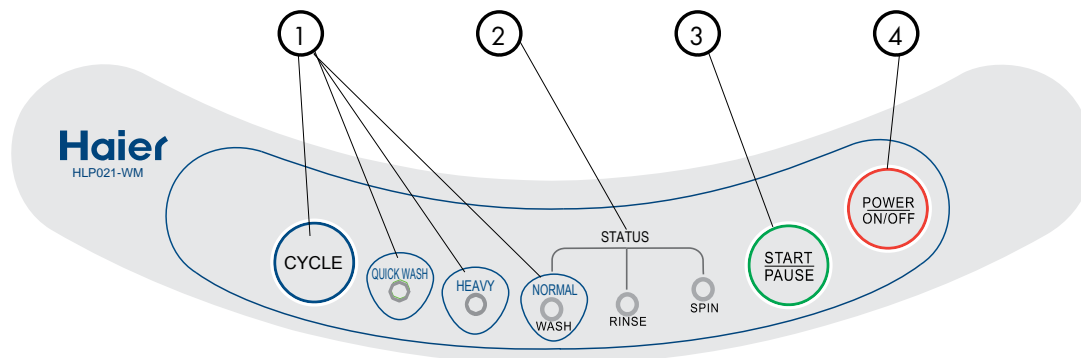 1
2
3
4
Haier
HLP021-WM
CYCLE
QUICK WASH
HEAVY
NORMAL
WASH
STATUS
RINSE
SPIN
START
PAUSE
POWER
ON/OFF